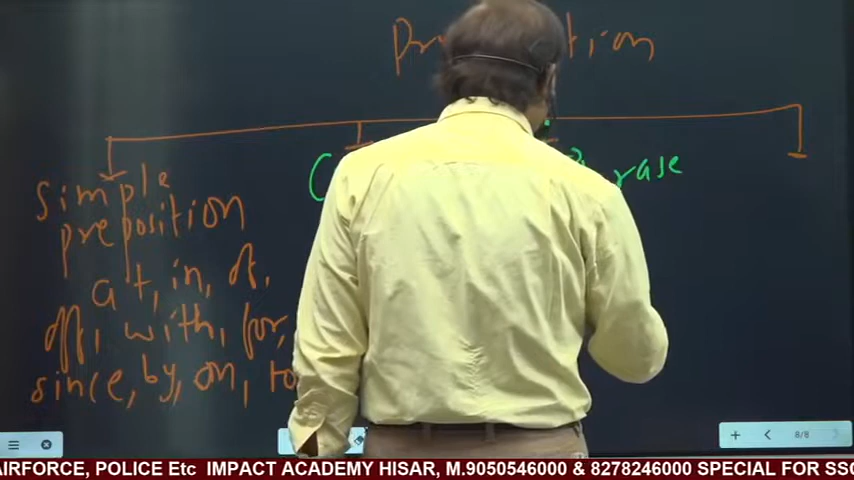 simple
preposition
at, in, of,
off, with, for,
since, by, on, to
8/8
AIRFORCE, POLICE Etc IMPACT ACADEMY HISAR, M.9050546000 & 8278246000 SPECIAL FOR SSC